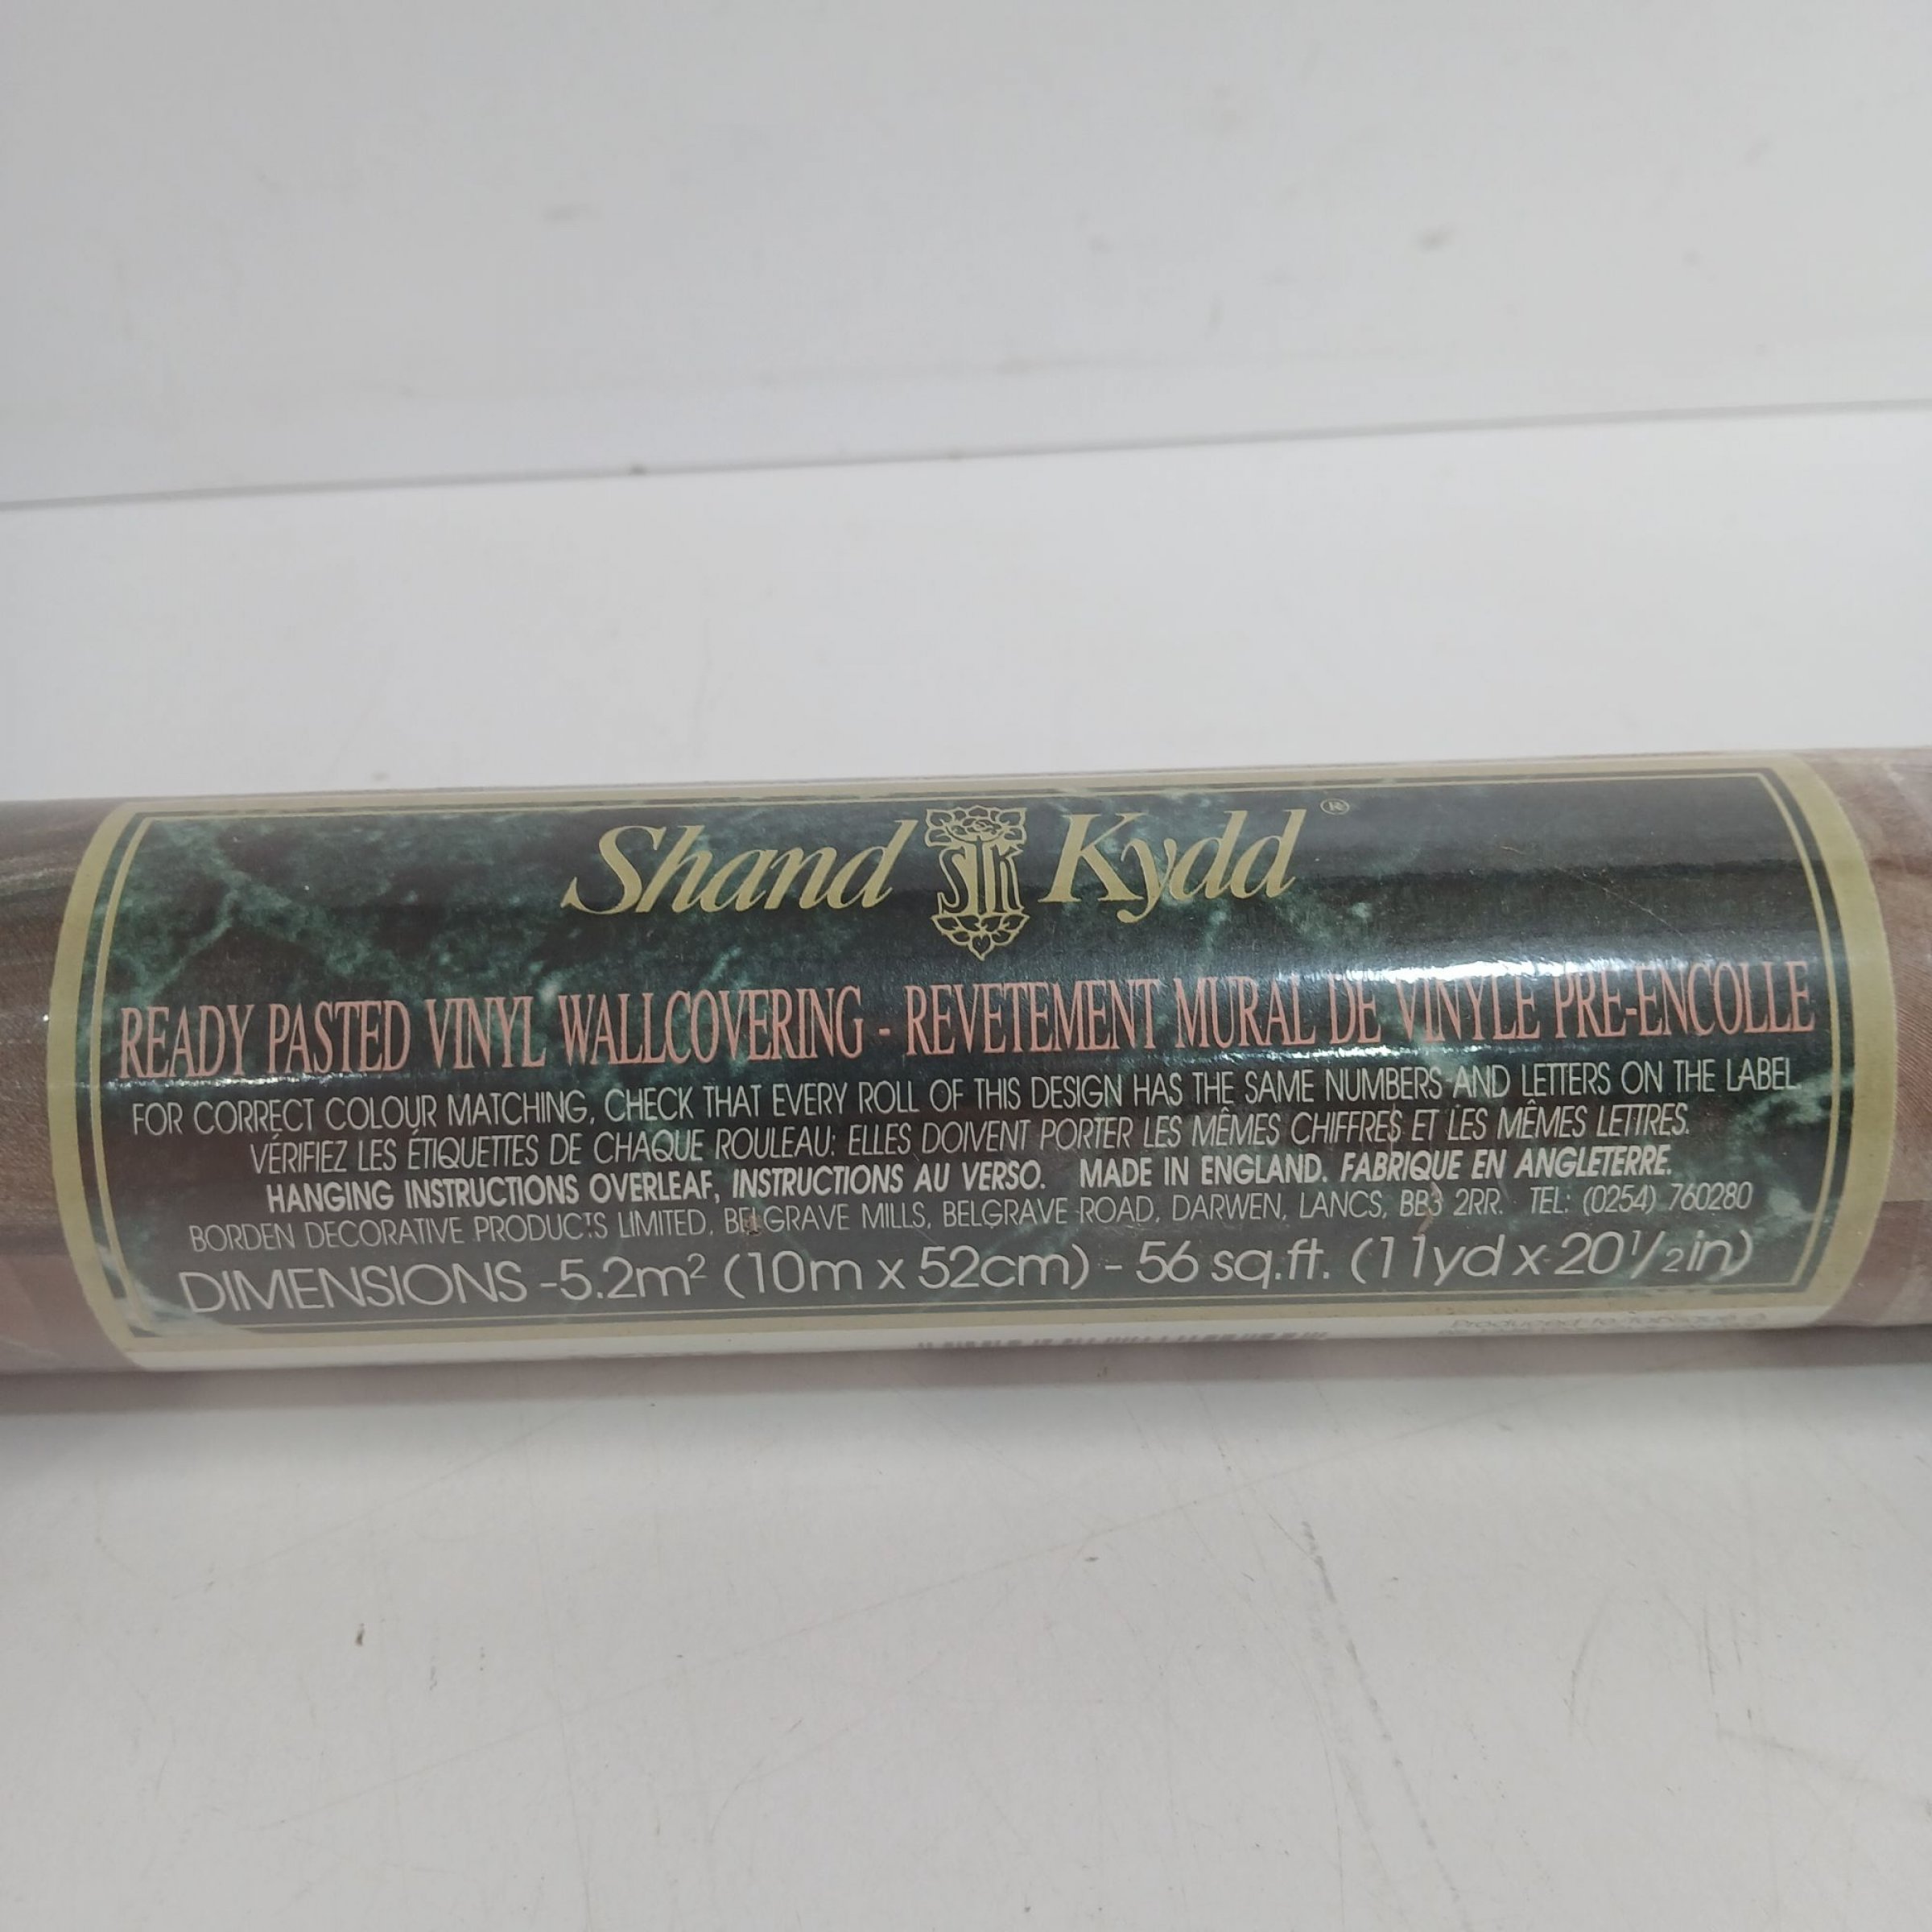 Shand SK Kydd ®
READY PASTED VINYL WALLCOVERING - REVETEMENT MURAL DE VINYLE PRE-ENCOLLE
FOR CORRECT COLOUR MATCHING, CHECK THAT EVERY ROLL OF THIS DESIGN HAS THE SAME NUMBERS AND LETTERS ON THE LABEL.
VÉRIFIEZ LES ÉTIQUETTES DE CHAQUE ROULEAU: ELLES DOIVENT PORTER LES MÊMES CHIFFRES ET LES MÊMES LETTRES.
HANGING INSTRUCTIONS OVERLEAF, INSTRUCTIONS AU VERSO. MADE IN ENGLAND. FABRIQUE EN ANGLETERRE.
BORDEN DECORATIVE PRODUCTS LIMITED, BELGRAVE MILLS, BELGRAVE ROAD, DARWEN, LANCS, BB3 2RR. TEL: (0254) 760280
DIMENSIONS -5.2m² (10m x 52cm) - 56 sq.ft. (11yd x 20½in)